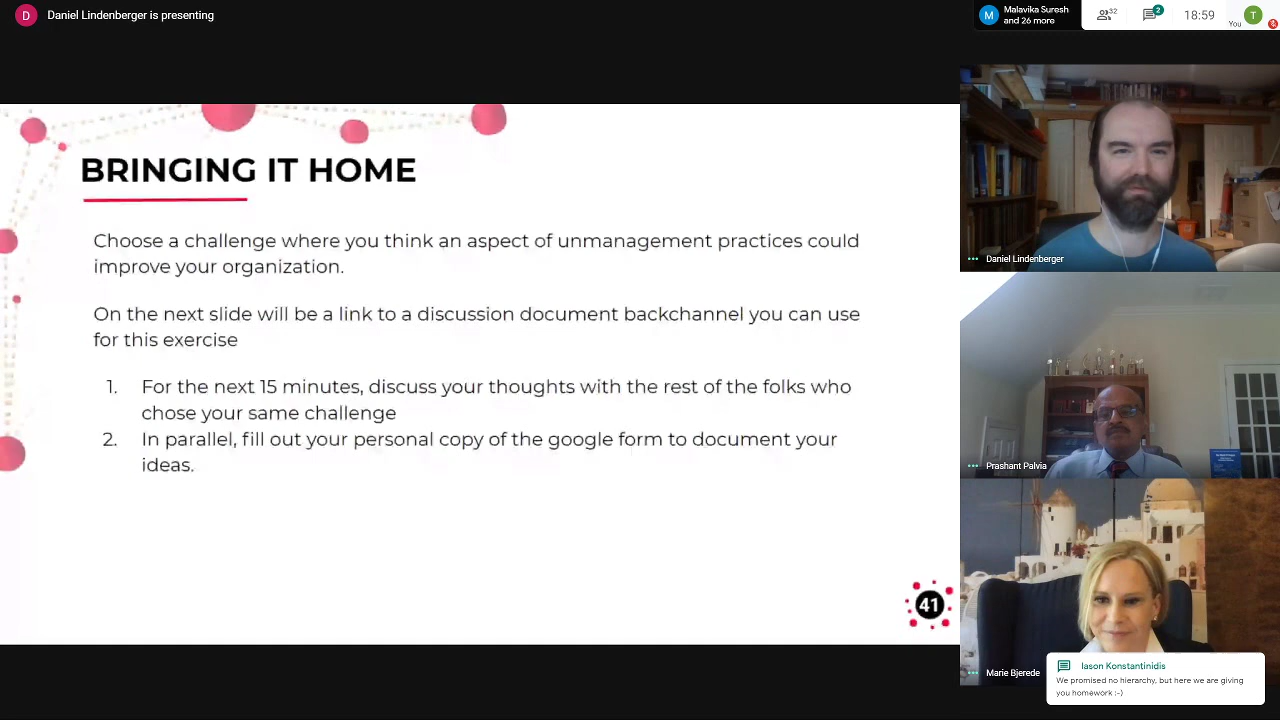 D
Daniel Lindenberger is presenting
M
Malavika Suresh
and 26 more
32
2
18:59
You
T
BRINGING IT HOME
Choose a challenge where you think an aspect of unmanagement practices could
improve your organization.
On the next slide will be a link to a discussion document backchannel you can use
for this exercise
1. For the next 15 minutes, discuss your thoughts with the rest of the folks who
chose your same challenge
2. In parallel, fill out your personal copy of the google form to document your
ideas.
41
Daniel Lindenberger
Prashant Palvia
Marie Bjerede
Iason Konstantinidis
We promised no hierarchy, but here we are giving
you homework :-)